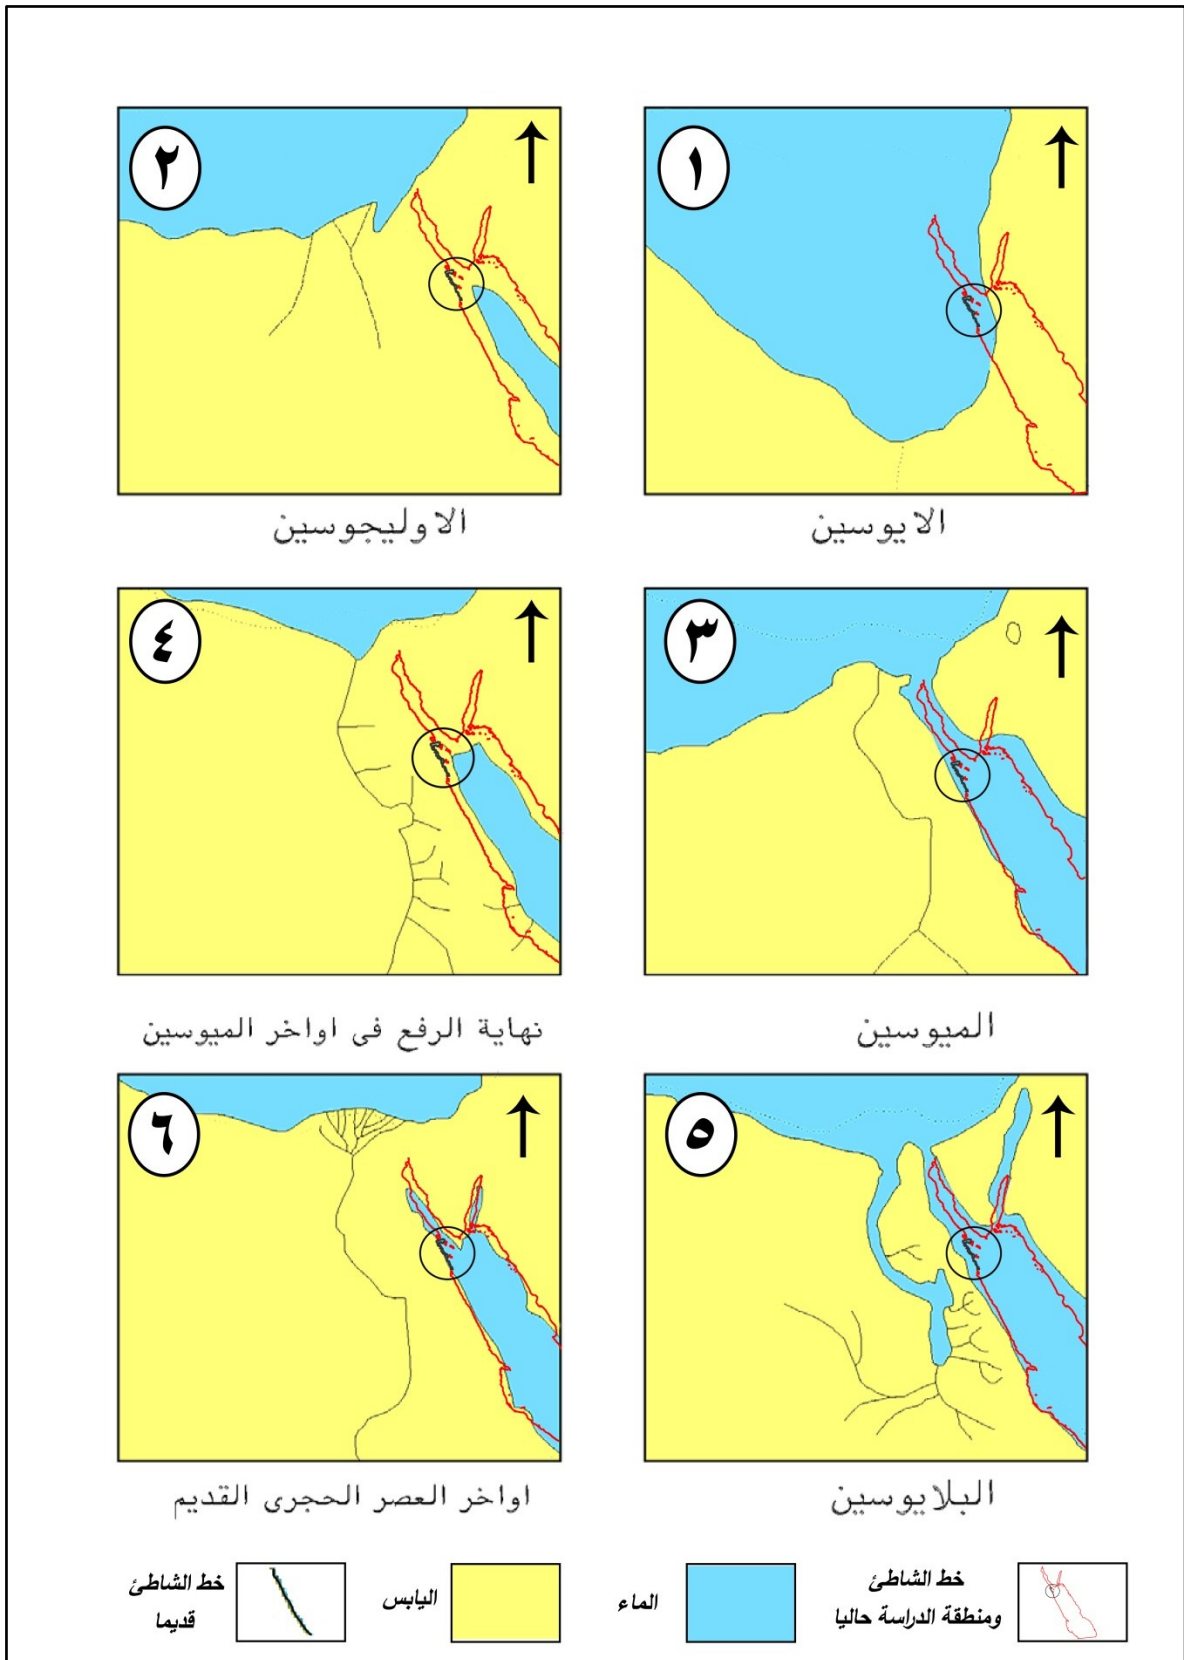 ١
٢
الايوسين
الاوليجوسين
٣
٤
الميوسين
نهاية الرفع فى اواخر الميوسين
٥
٦
البلايوسين
اواخر العصر الحجرى القديم
خط الشاطئ
ومنطقة الدراسة حاليا
الماء
اليابس
خط الشاطئ
قديما